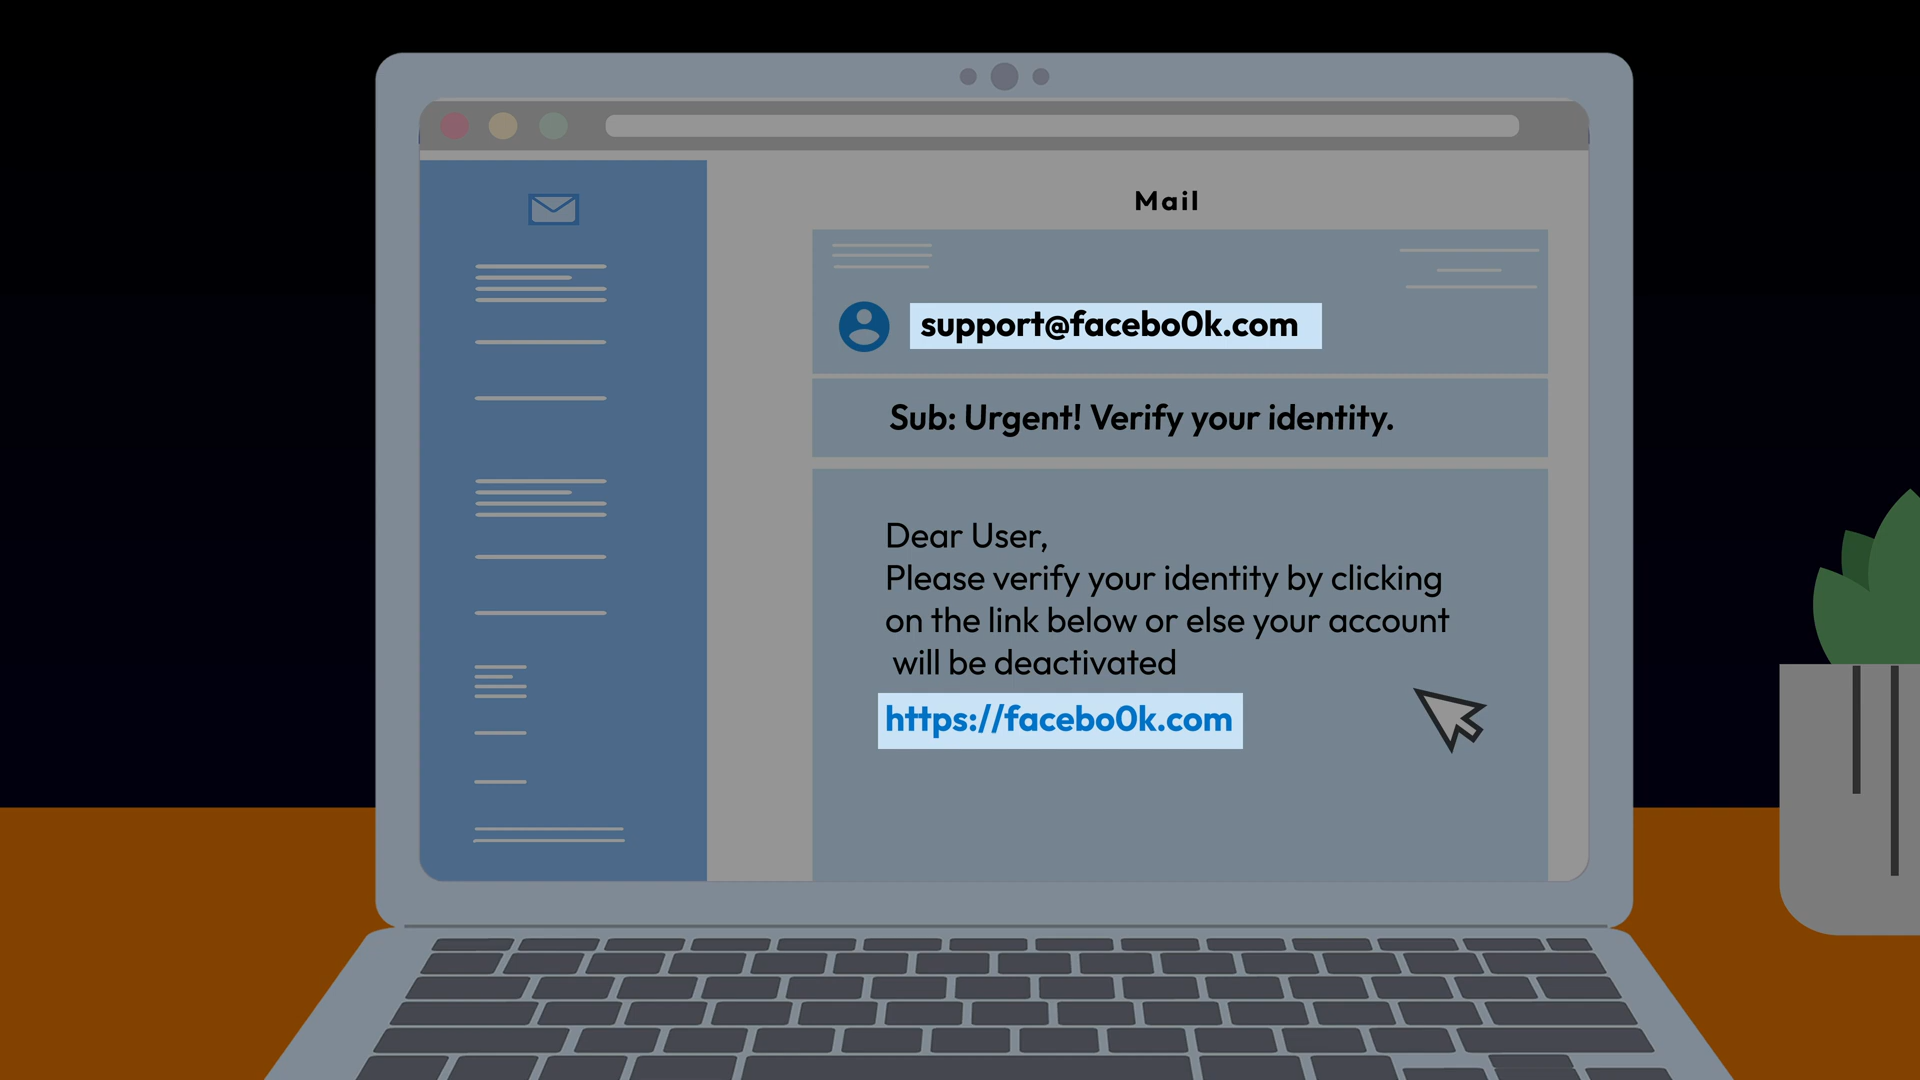 Mail
support@facebo0k.com
Sub: Urgent! Verify your identity.
Dear User,
Please verify your identity by clicking
on the link below or else your account
will be deactivated
https://facebo0k.com